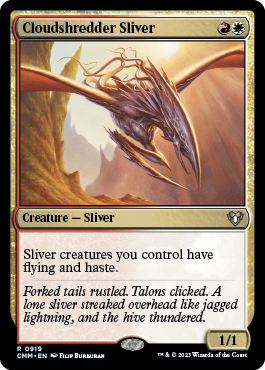 Cloudshredder Sliver
Creature — Sliver
Sliver creatures you control have
flying and haste.
Forked tails rustled. Talons clicked. A
lone sliver streaked overhead like jagged
lightning, and the hive thundered.
1/1
R 0919
CMM • EN Filip Burburan
™ & © 2023 Wizards of the Coast